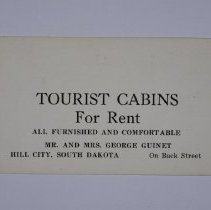 TOURIST CABINS
For Rent
ALL FURNISHED AND COMFORTABLE
MR. AND MRS. GEORGE GUINET
HILL CITY, SOUTH DAKOTA On Back Street